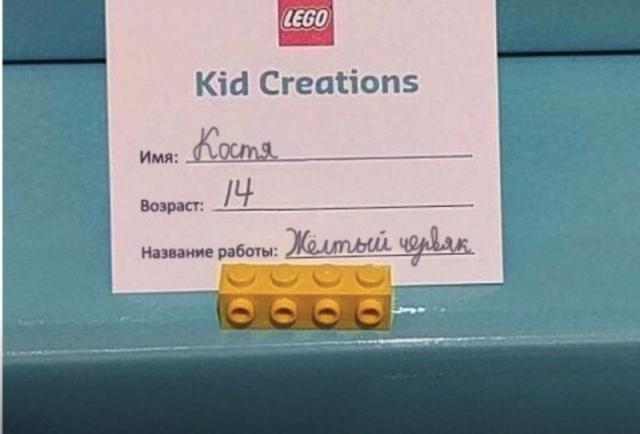 LEGO
Kid Creations
Имя: Костя
Возраст: 14
Название работы: Жёлтый червяк